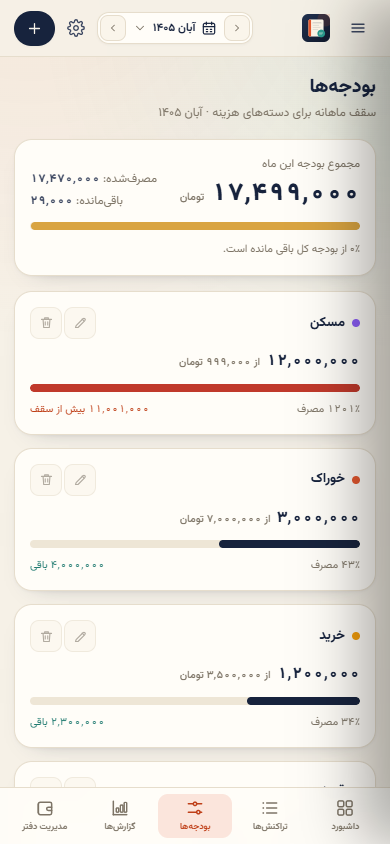 آبان ۱۴۰۵
بودجه‌ها
سقف ماهانه برای دسته‌های هزینه · آبان ۱۴۰۵
مجموع بودجه این ماه
۱۷,۴۹۹,۰۰۰ تومان
مصرف‌شده: ۱۷,۴۷۰,۰۰۰
باقی‌مانده: ۲۹,۰۰۰
۰٪ از بودجه کل باقی مانده است.
مسکن
۱۲,۰۰۰,۰۰۰ از ۹۹۹,۰۰۰ تومان
۱۲۰۱٪ مصرف
۱۱,۰۰۱,۰۰۰ بیش از سقف
خوراک
۳,۰۰۰,۰۰۰ از ۷,۰۰۰,۰۰۰ تومان
۴۳٪ مصرف
۴,۰۰۰,۰۰۰ باقی
خرید
۱,۲۰۰,۰۰۰ از ۳,۵۰۰,۰۰۰ تومان
۳۴٪ مصرف
۲,۳۰۰,۰۰۰ باقی
داشبورد
تراکنش‌ها
بودجه‌ها
گزارش‌ها
مدیریت دفتر